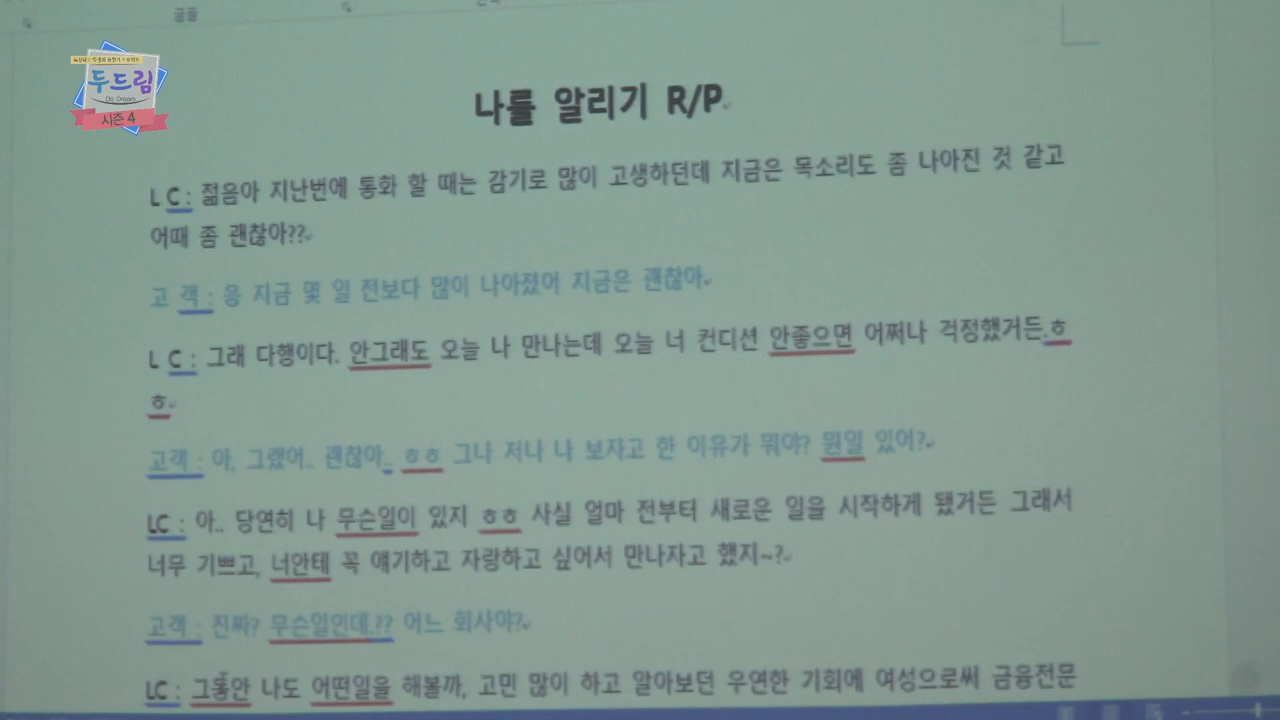 글꼴
두드림
Do Dream
시즌 4
나를 알리기 R/P
L C : 젊음아 지난번에 통화 할 때는 감기로 많이 고생하던데 지금은 목소리도 좀 나아진 것 같고
어때 좀 괜찮아??
고 객 : 응 지금 몇 일 전보다 많이 나아졌어 지금은 괜찮아
L C : 그래 다행이다. 안그래도 오늘 나 만나는데 오늘 너 컨디션 안좋으면 어쩌나 걱정했거든.ㅎ
ㅎ
고객 : 아, 그랬어.. 괜찮아.. ㅎㅎ 그나 저나 나 보자고 한 이유가 뭐야? 뭔일 있어?
LC : 아.. 당연히 나 무슨일이 있지 ㅎㅎ 사실 얼마 전부터 새로운 일을 시작하게 됐거든 그래서
너무 기쁘고, 너안테 꼭 얘기하고 자랑하고 싶어서 만나자고 했지~?
고객 : 진짜? 무슨일인데.?? 어느 회사야?
LC : 그동안 나도 어떤일을 해볼까, 고민 많이 하고 알아보던 우연한 기회에 여성으로써 금융전문